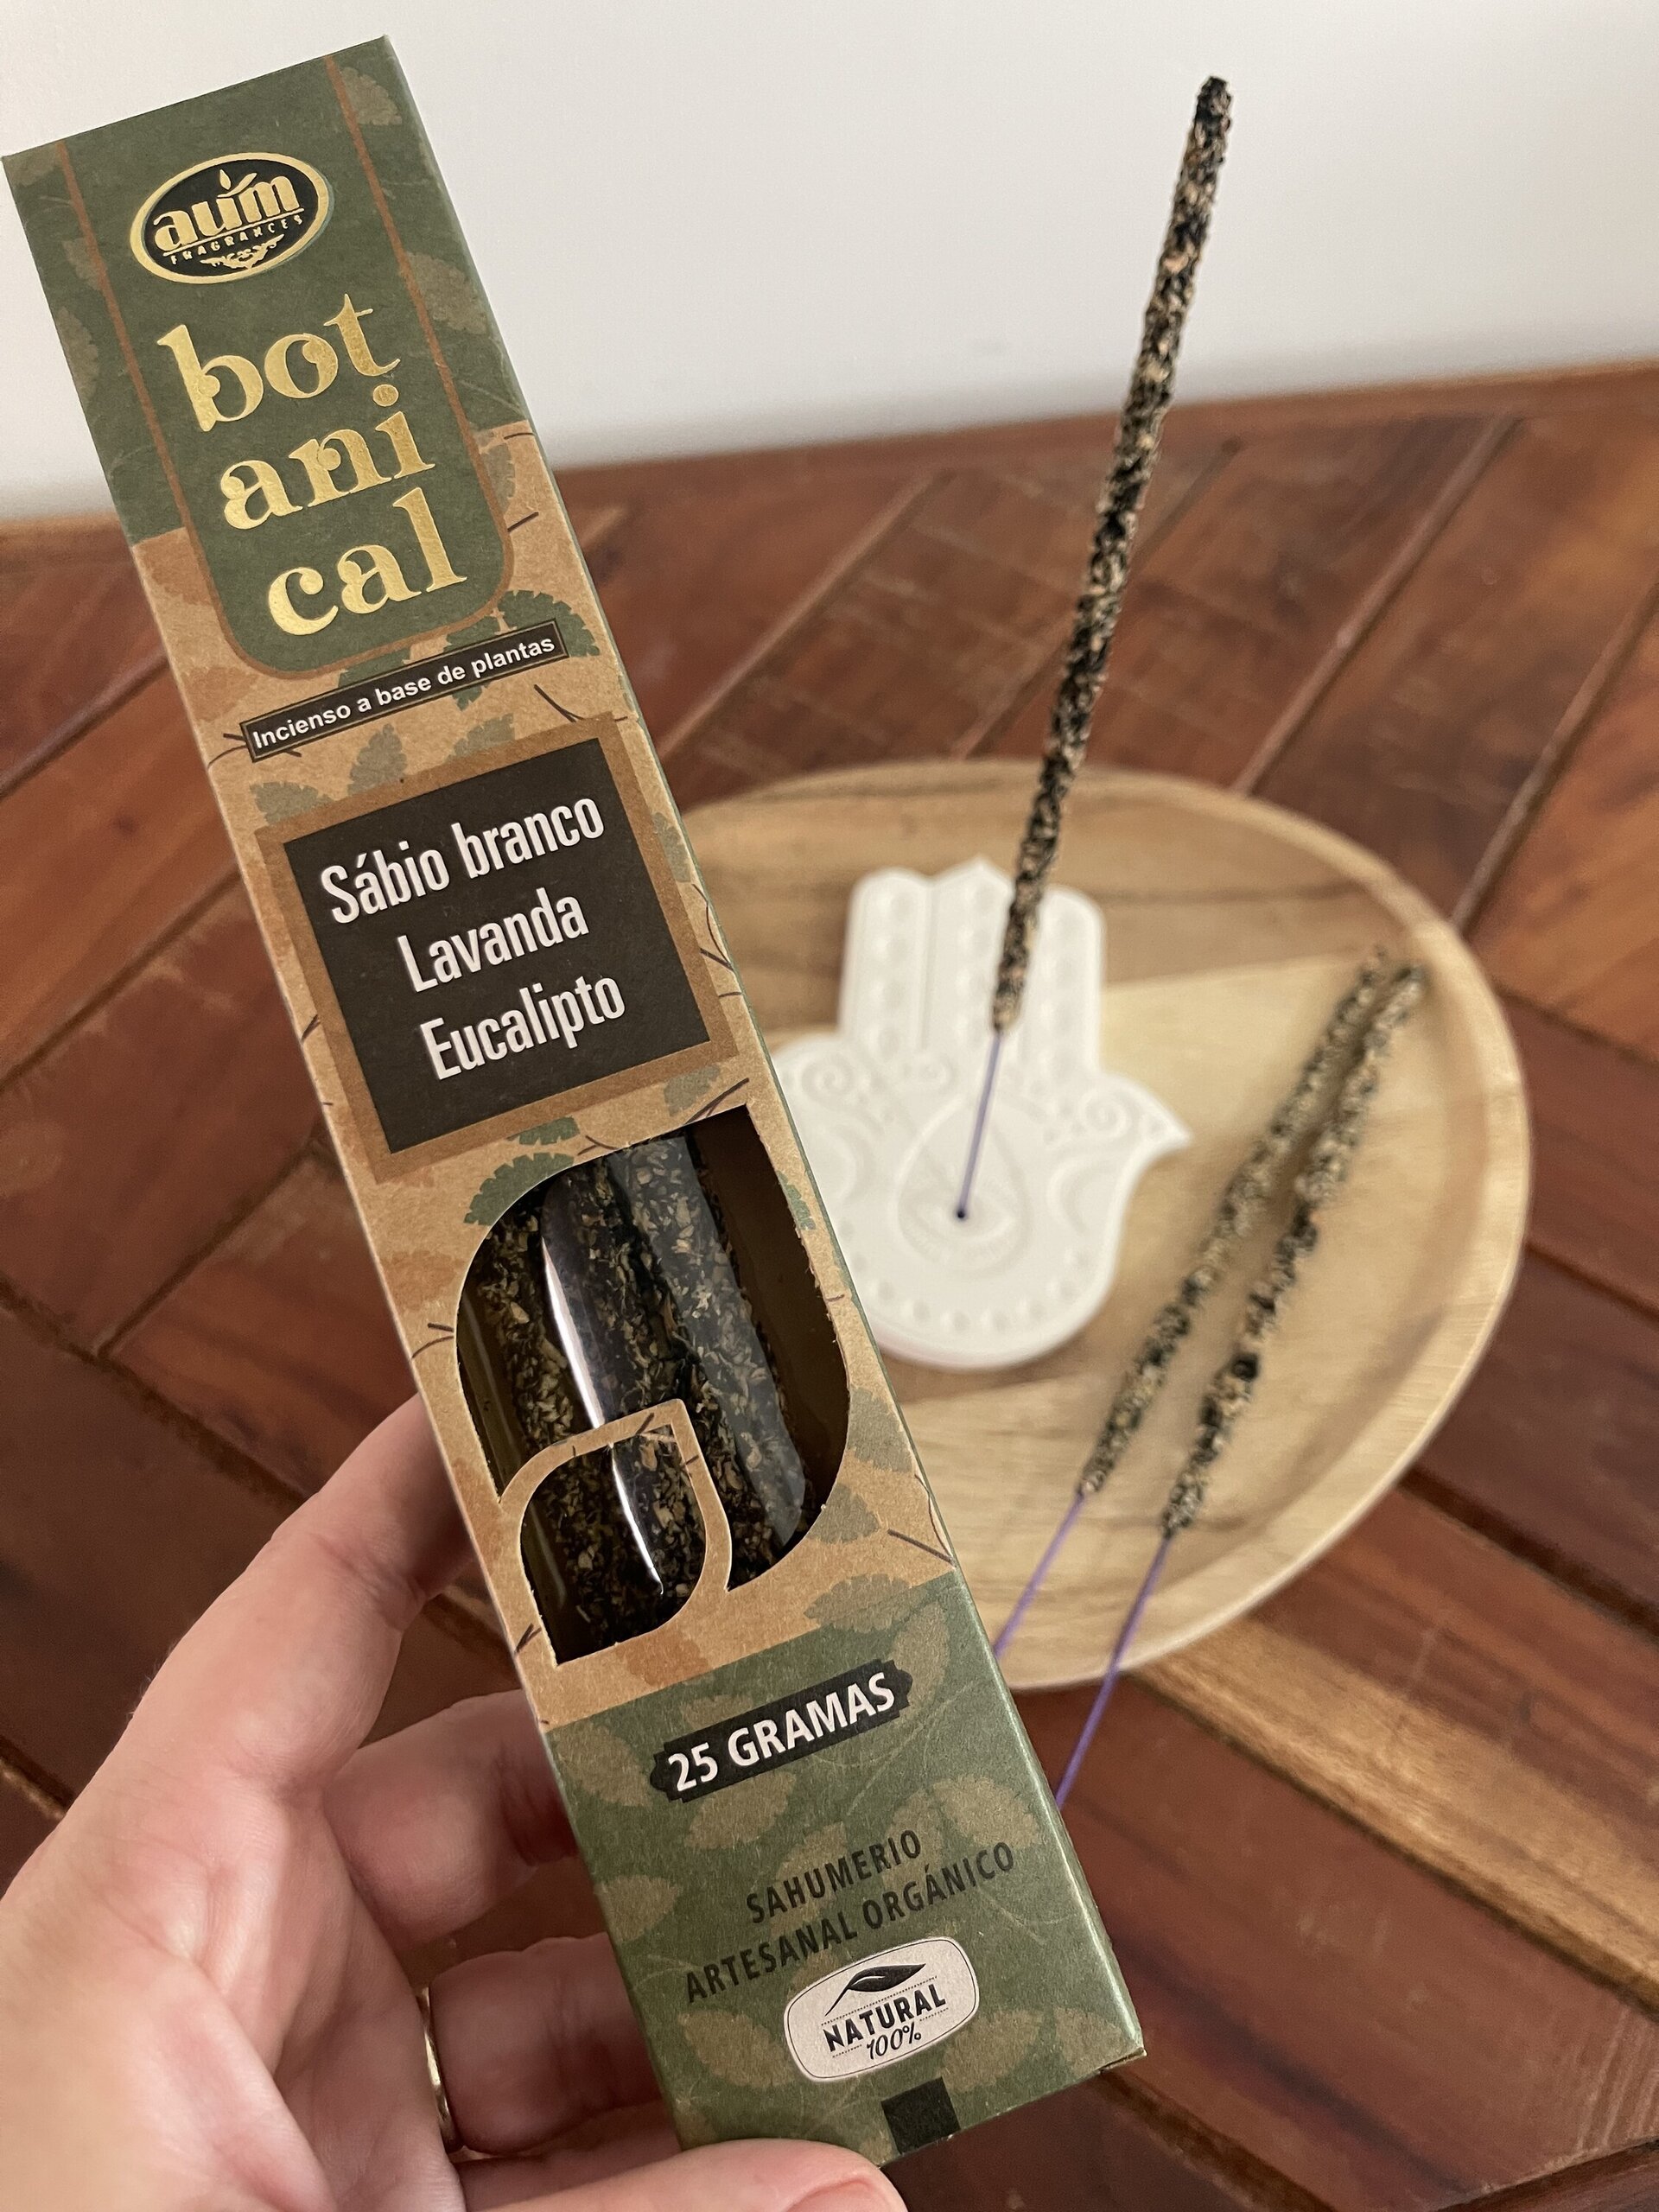 aum
FRAGRANCES
bot
ani
cal
Incienso a base de plantas
Sábio branco
Lavanda
Eucalipto
25 GRAMAS
SAHUMERIO
ARTESANAL ORGÁNICO
NATURAL
100%